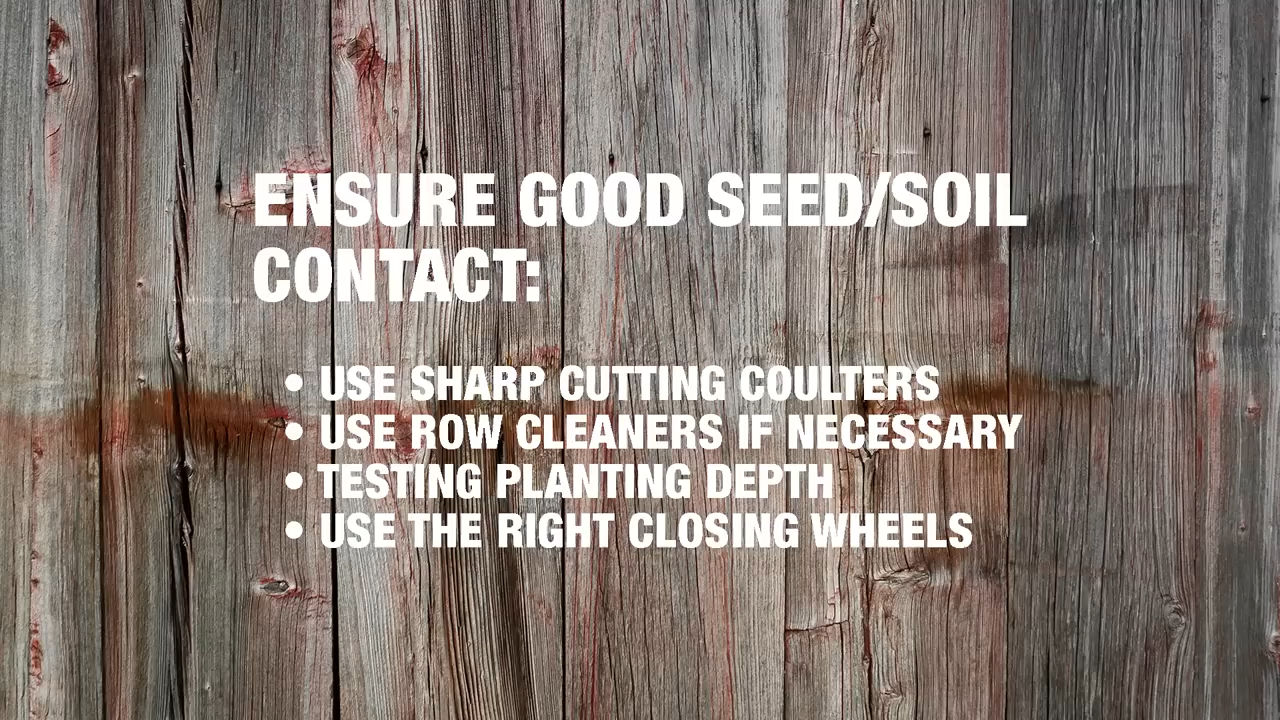 ENSURE GOOD SEED/SOIL
CONTACT:
• USE SHARP CUTTING COULTERS
• USE ROW CLEANERS IF NECESSARY
• TESTING PLANTING DEPTH
• USE THE RIGHT CLOSING WHEELS